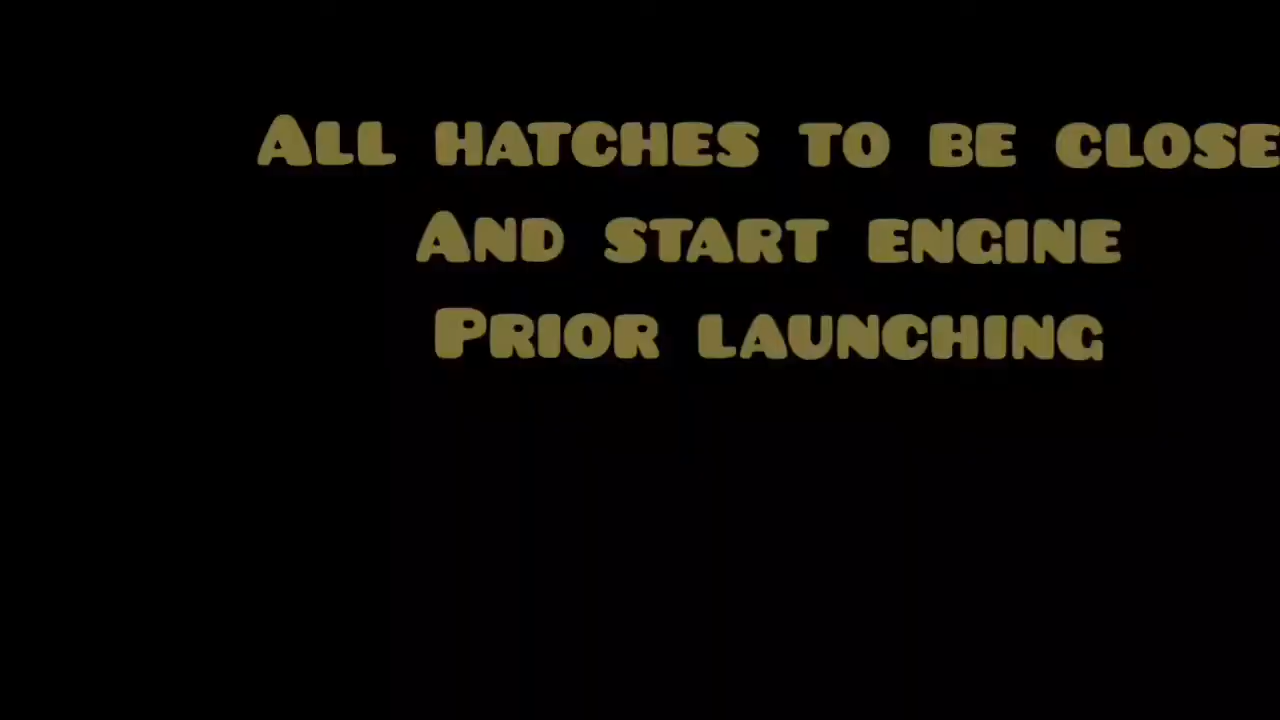 All hatches to be close
And start engine
Prior launching